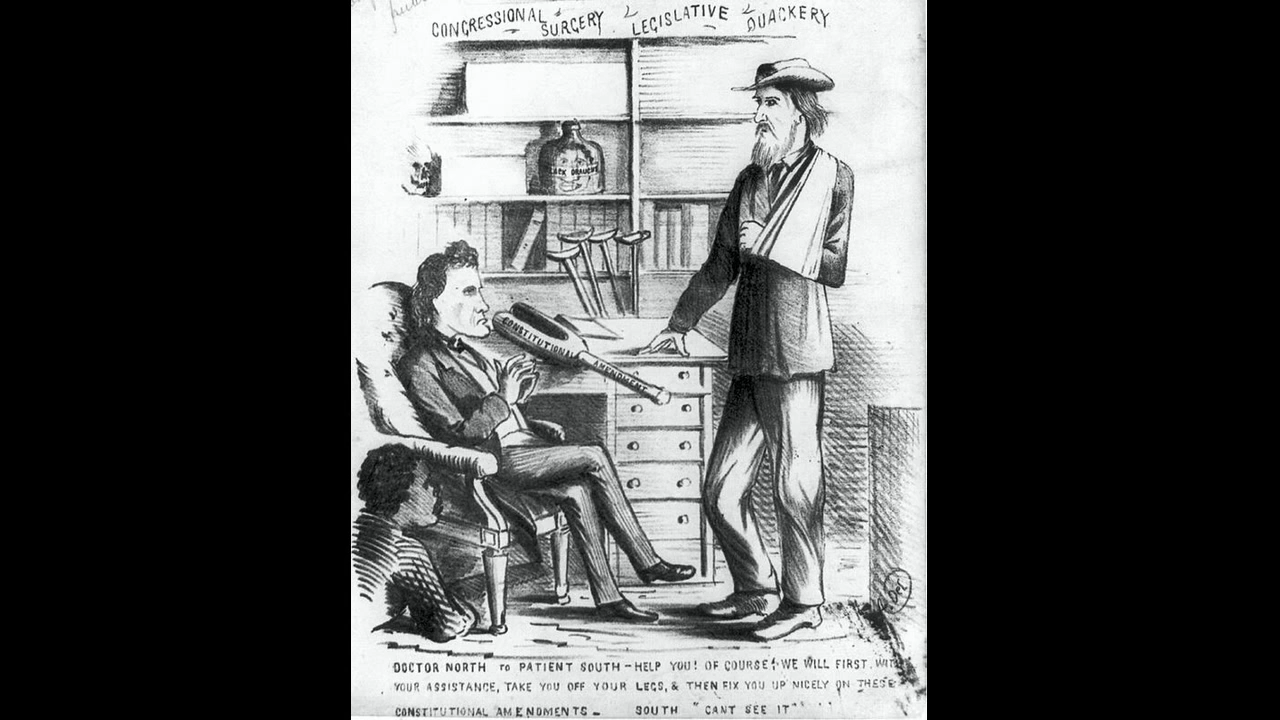 CONGRESSIONAL SURGERY & LEGISLATIVE QUACKERY
BLACK DRAUGHT
CONSTITUTIONAL AMENDMENT
DOCTOR NORTH TO PATIENT SOUTH — HELP YOU! OF COURSE! WE WILL FIRST, WITH
YOUR ASSISTANCE, TAKE YOU OFF YOUR LEGS, & THEN FIX YOU UP NICELY ON THESE
CONSTITUTIONAL AMENDMENTS — SOUTH "CANT SEE IT"